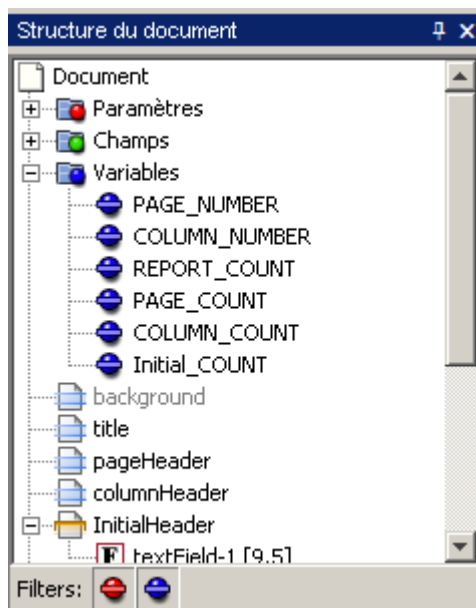 Structure du document
Document
Paramètres
Champs
Variables
PAGE_NUMBER
COLUMN_NUMBER
REPORT_COUNT
PAGE_COUNT
COLUMN_COUNT
Initial_COUNT
background
title
pageHeader
columnHeader
InitialHeader
F textField-1 [9,5]
Filters: